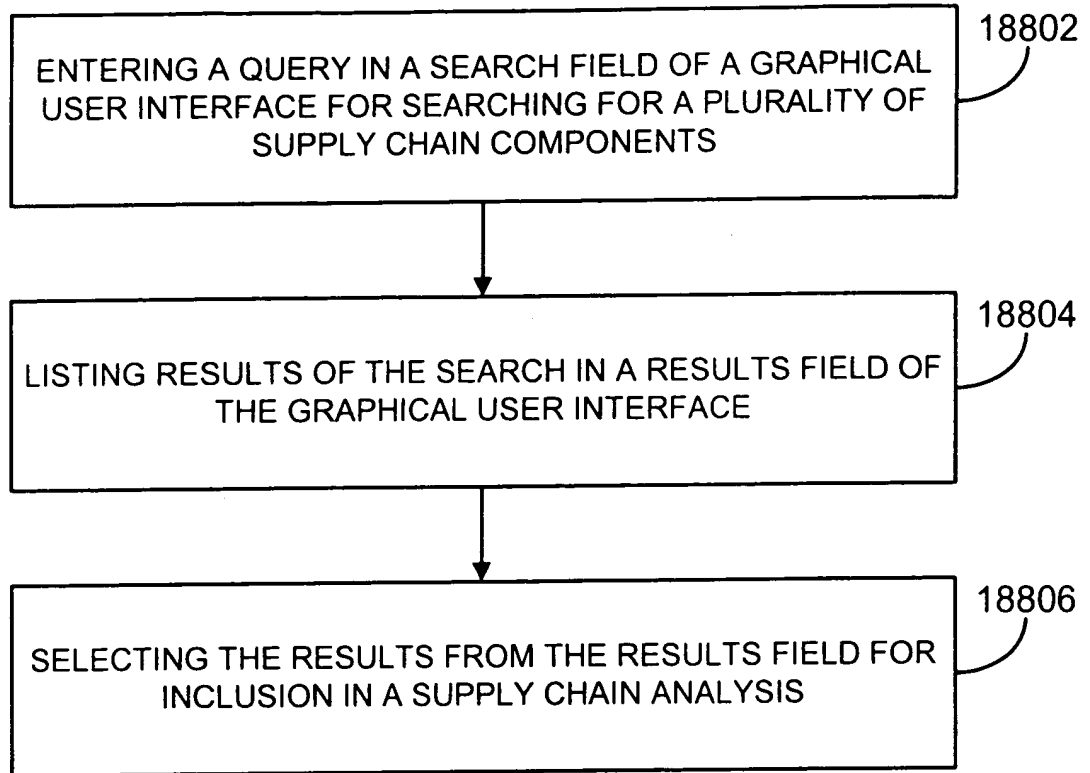 18802
ENTERING A QUERY IN A SEARCH FIELD OF A GRAPHICAL
USER INTERFACE FOR SEARCHING FOR A PLURALITY OF
SUPPLY CHAIN COMPONENTS
18804
LISTING RESULTS OF THE SEARCH IN A RESULTS FIELD OF
THE GRAPHICAL USER INTERFACE
18806
SELECTING THE RESULTS FROM THE RESULTS FIELD FOR
INCLUSION IN A SUPPLY CHAIN ANALYSIS